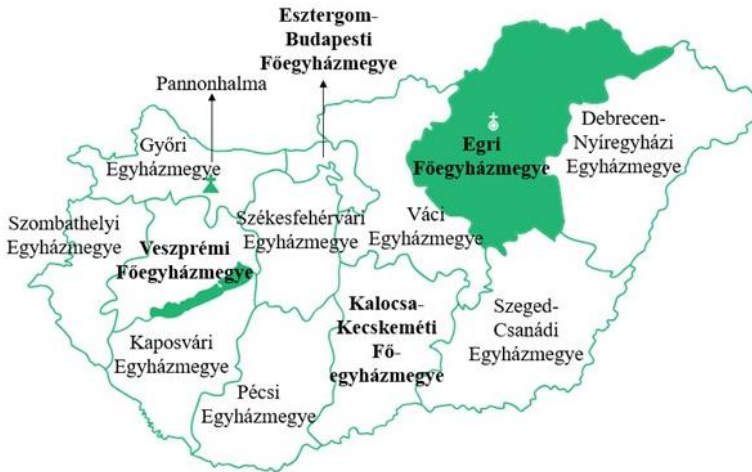 Esztergom-
Budapesti
Főegyházmegye
Pannonhalma
Győri
Egyházmegye
Egri
Főegyházmegye
Debrecen-
Nyíregyházi
Egyházmegye
Szombathelyi
Egyházmegye
Veszprémi
Főegyházmegye
Székesfehérvári
Egyházmegye
Váci
Egyházmegye
Kaposvári
Egyházmegye
Pécsi
Egyházmegye
Kalocsa-
Kecskeméti
Fő-
egyházmegye
Szeged-
Csanádi
Egyházmegye